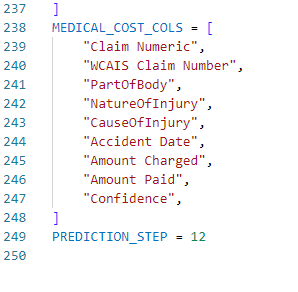 237 ]
238 MEDICAL_COST_COLS = [
239     "Claim Numeric",
240     "WCAIS Claim Number",
241     "PartOfBody",
242     "NatureOfInjury",
243     "CauseOfInjury",
244     "Accident Date",
245     "Amount Charged",
246     "Amount Paid",
247     "Confidence",
248 ]
249 PREDICTION_STEP = 12
250